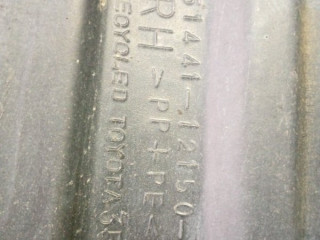 51441-12150-
RH >PP+PE<
RECYCLED TOYOTA